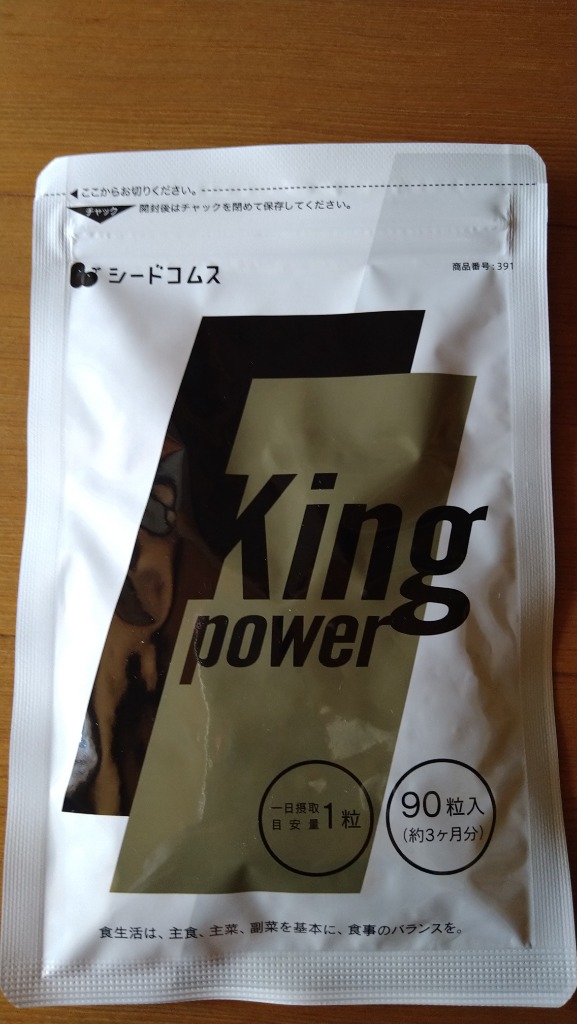 ◀ここからお切りください。
チャック 開封後はチャックを閉めて保存してください。
シードコムス
商品番号:391
King
power
一日摂取
目安量 1粒
90粒入
(約3ヶ月分)
食生活は、主食、主菜、副菜を基本に、食事のバランスを。